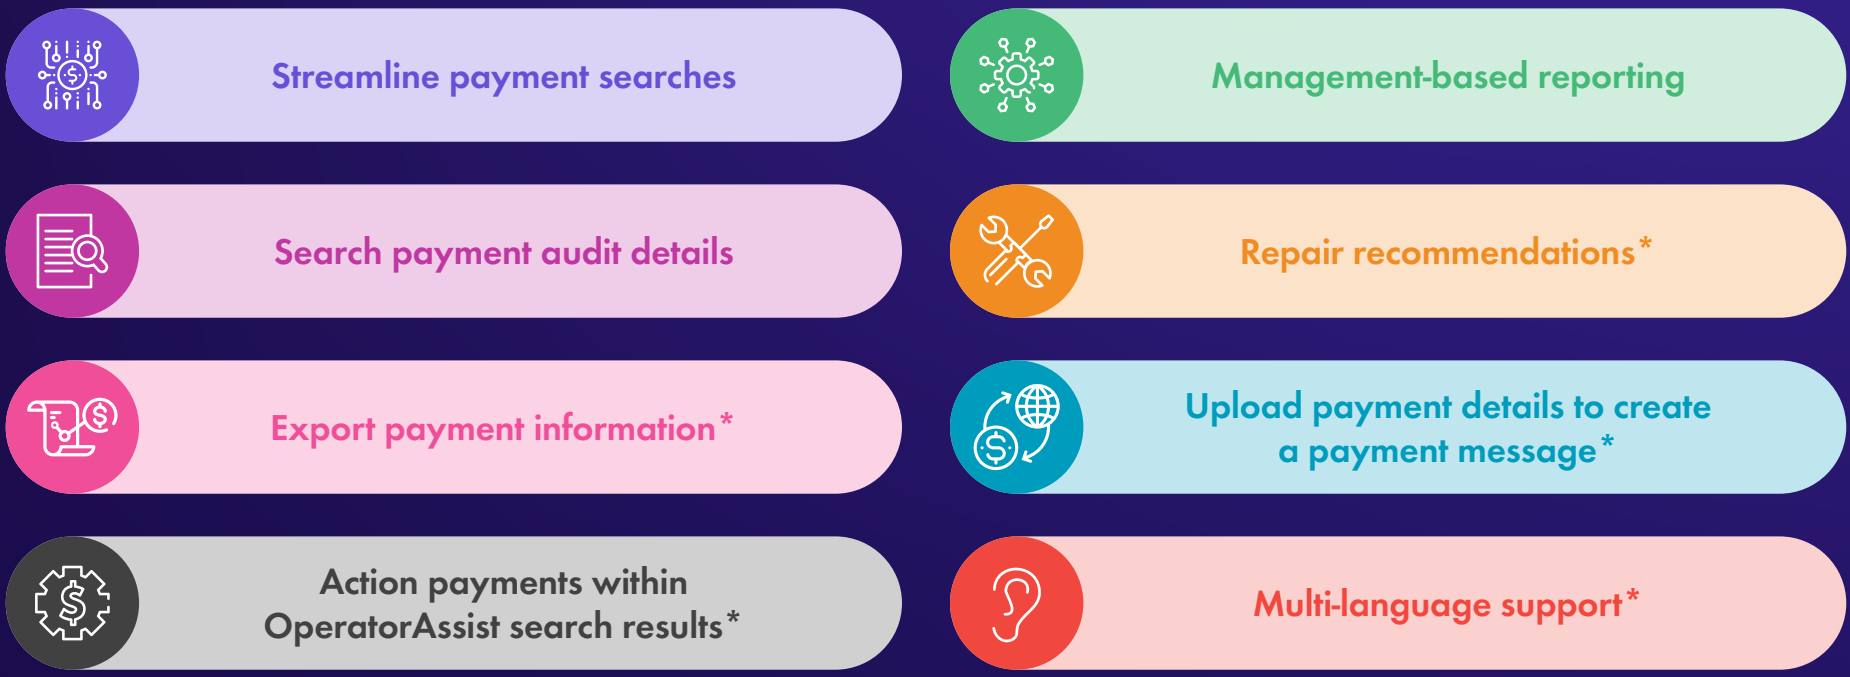 Streamline payment searches
Management-based reporting
Search payment audit details
Repair recommendations*
Export payment information*
Upload payment details to create
a payment message*
Action payments within
OperatorAssist search results*
Multi-language support*